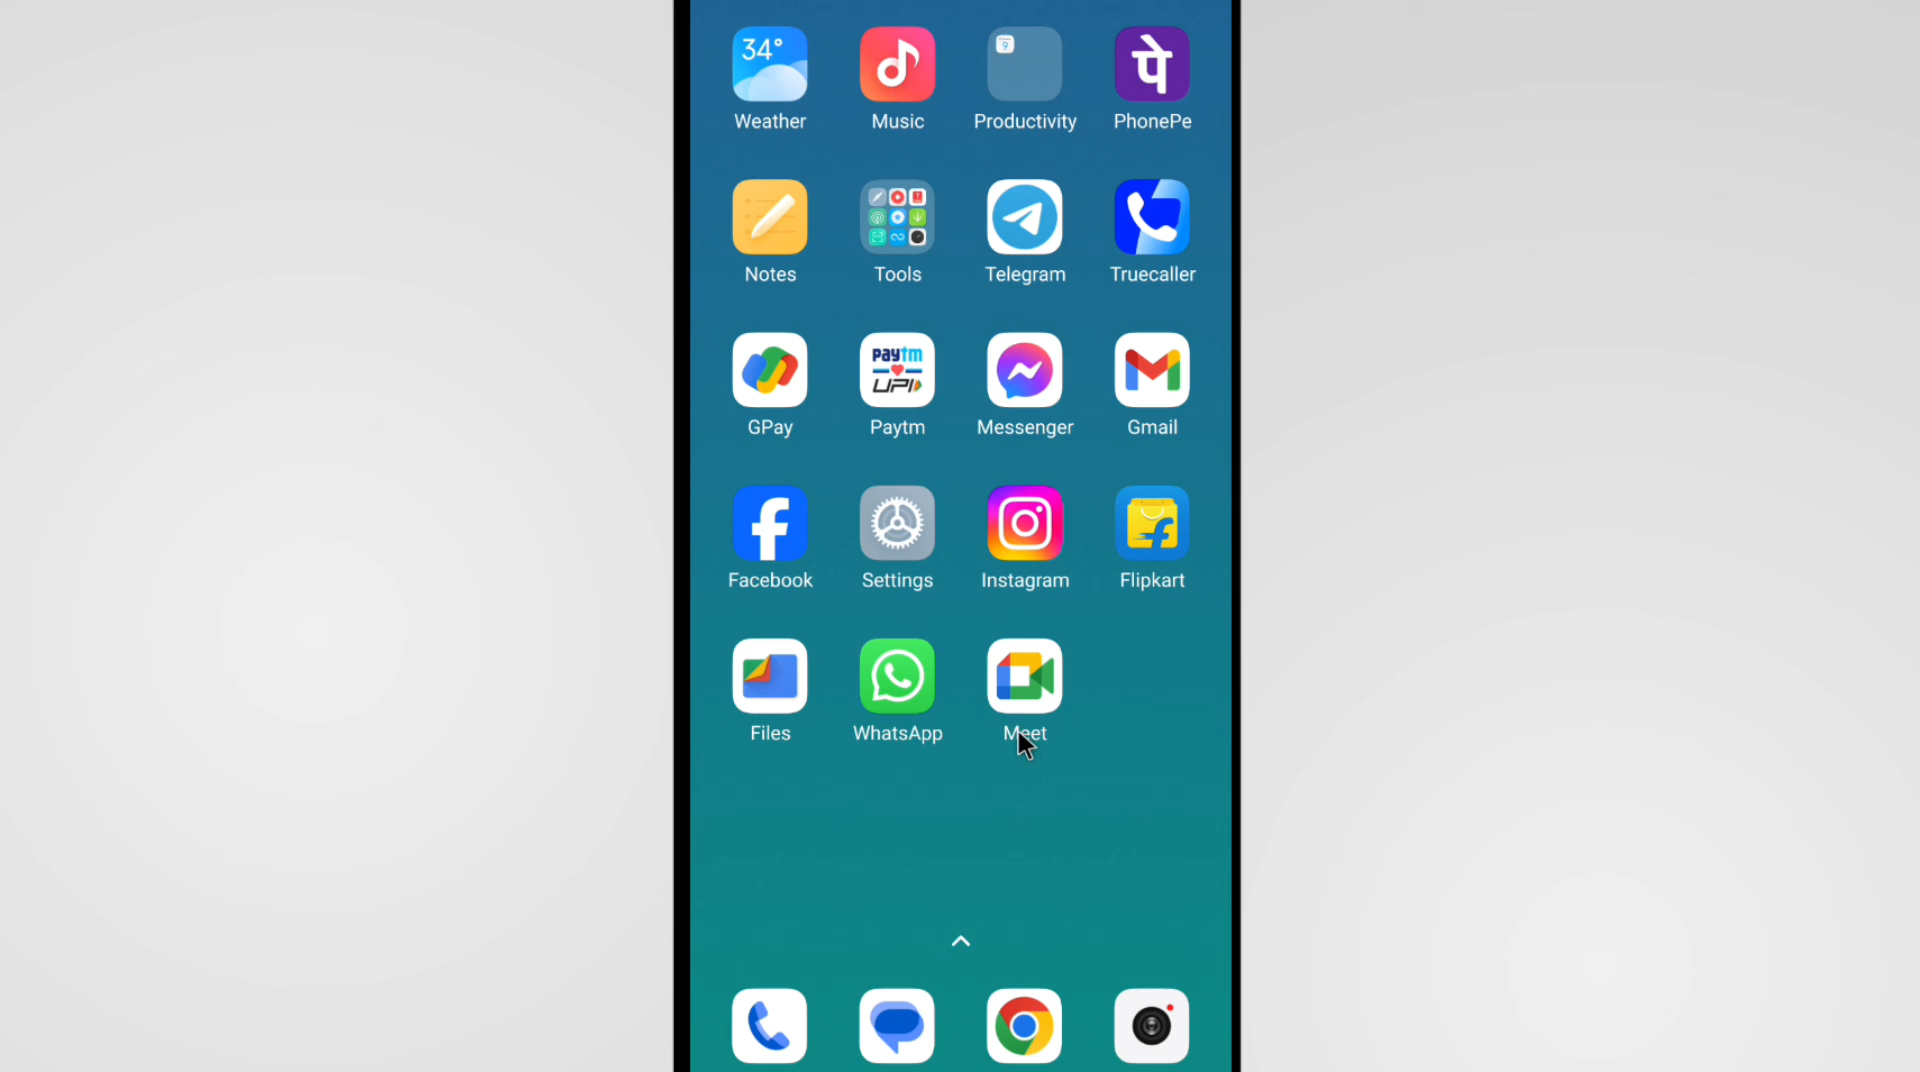 34°
9
पे
Weather
Music
Productivity
PhonePe
Notes
Tools
Telegram
Truecaller
paytm
UPI
GPay
Paytm
Messenger
Gmail
Facebook
Settings
Instagram
Flipkart
Files
WhatsApp
Meet